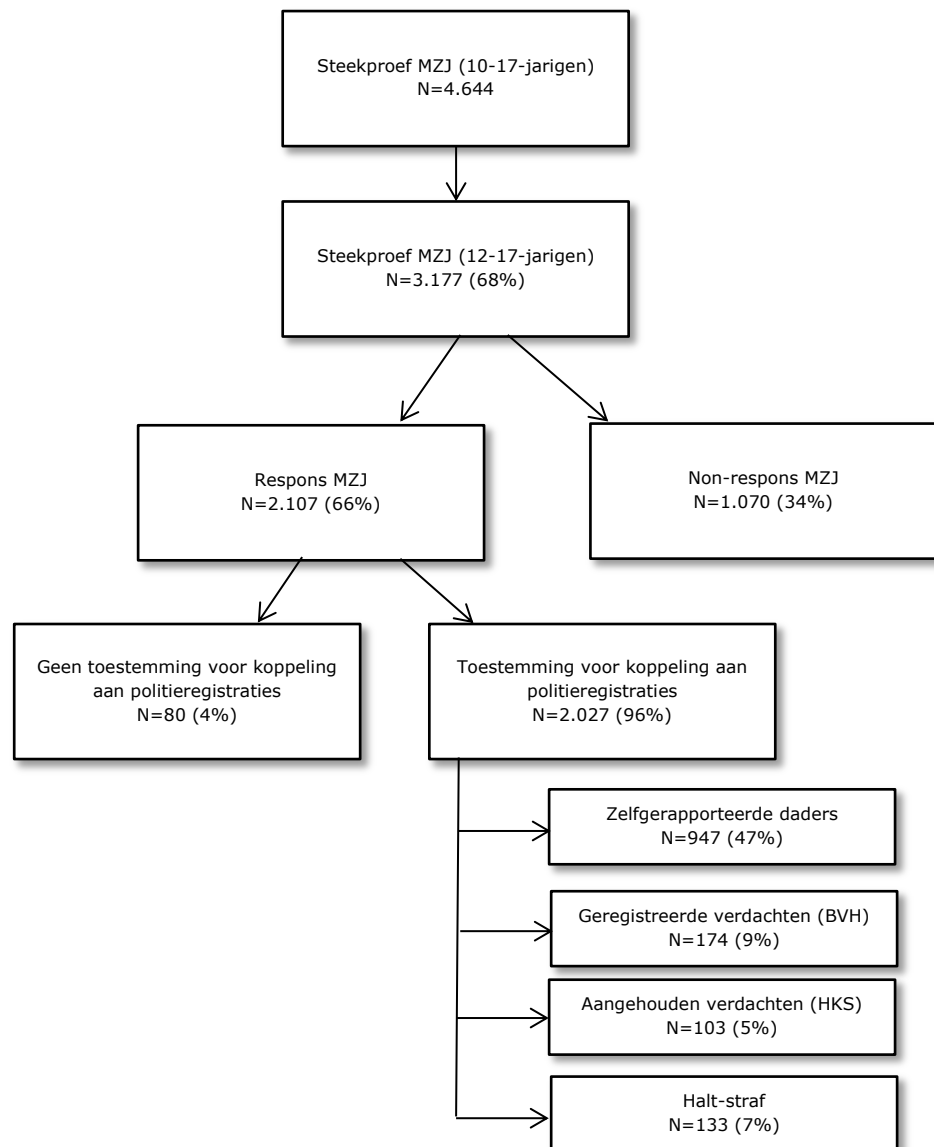 Steekproef MZJ (10-17-jarigen)
N=4.644
Steekproef MZJ (12-17-jarigen)
N=3.177 (68%)
Respons MZJ
N=2.107 (66%)
Non-respons MZJ
N=1.070 (34%)
Geen toestemming voor koppeling
aan politieregistraties
N=80 (4%)
Toestemming voor koppeling aan
politieregistraties
N=2.027 (96%)
Zelfgerapporteerde daders
N=947 (47%)
Geregistreerde verdachten (BVH)
N=174 (9%)
Aangehouden verdachten (HKS)
N=103 (5%)
Halt-straf
N=133 (7%)